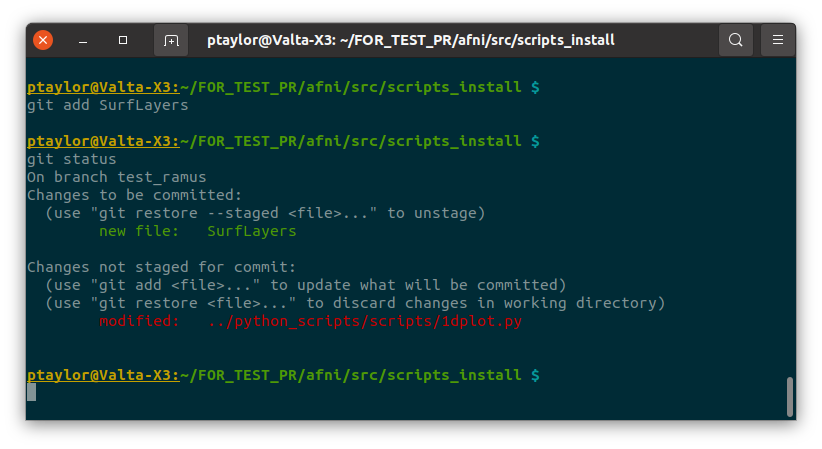 ptaylor@Valta-X3: ~/FOR_TEST_PR/afni/src/scripts_install
ptaylor@Valta-X3:~/FOR_TEST_PR/afni/src/scripts_install $
git add SurfLayers
ptaylor@Valta-X3:~/FOR_TEST_PR/afni/src/scripts_install $
git status
On branch test_ramus
Changes to be committed:
  (use "git restore --staged <file>..." to unstage)
        new file:   SurfLayers
Changes not staged for commit:
  (use "git add <file>..." to update what will be committed)
  (use "git restore <file>..." to discard changes in working directory)
        modified:   ../python_scripts/scripts/1dplot.py
ptaylor@Valta-X3:~/FOR_TEST_PR/afni/src/scripts_install $